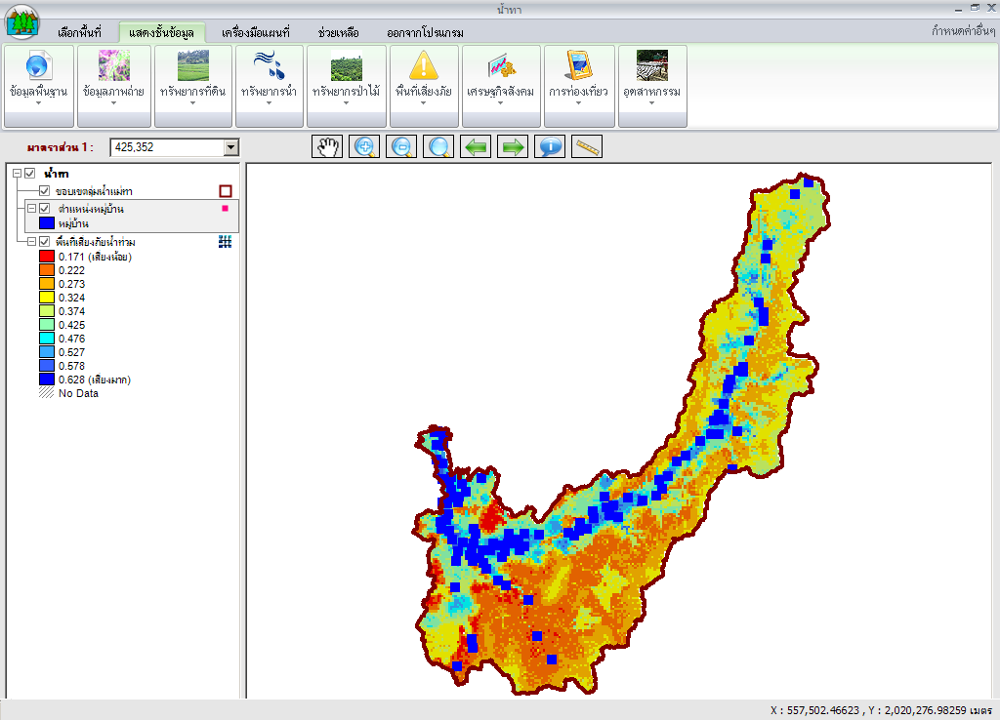 น้ำทา
เลือกพื้นที่ แสดงชั้นข้อมูล เครื่องมือแผนที่ ช่วยเหลือ ออกจากโปรแกรม กำหนดค่าอื่นๆ
ข้อมูลพื้นฐาน ข้อมูลภาพถ่าย ทรัพยากรที่ดิน ทรัพยากรน้ำ ทรัพยากรป่าไม้ พื้นที่เสี่ยงภัย เศรษฐกิจสังคม การท่องเที่ยว อุตสาหกรรม
มาตราส่วน 1 : 425,352
น้ำทา
ขอบเขตลุ่มน้ำแม่ทา
ตำแหน่งหมู่บ้าน
หมู่บ้าน
พื้นที่เสี่ยงภัยน้ำท่วม
0.171 (เสี่ยงน้อย)
0.222
0.273
0.324
0.374
0.425
0.476
0.527
0.578
0.628 (เสี่ยงมาก)
No Data
X : 557,502.46623 , Y : 2,020,276.98259 เมตร